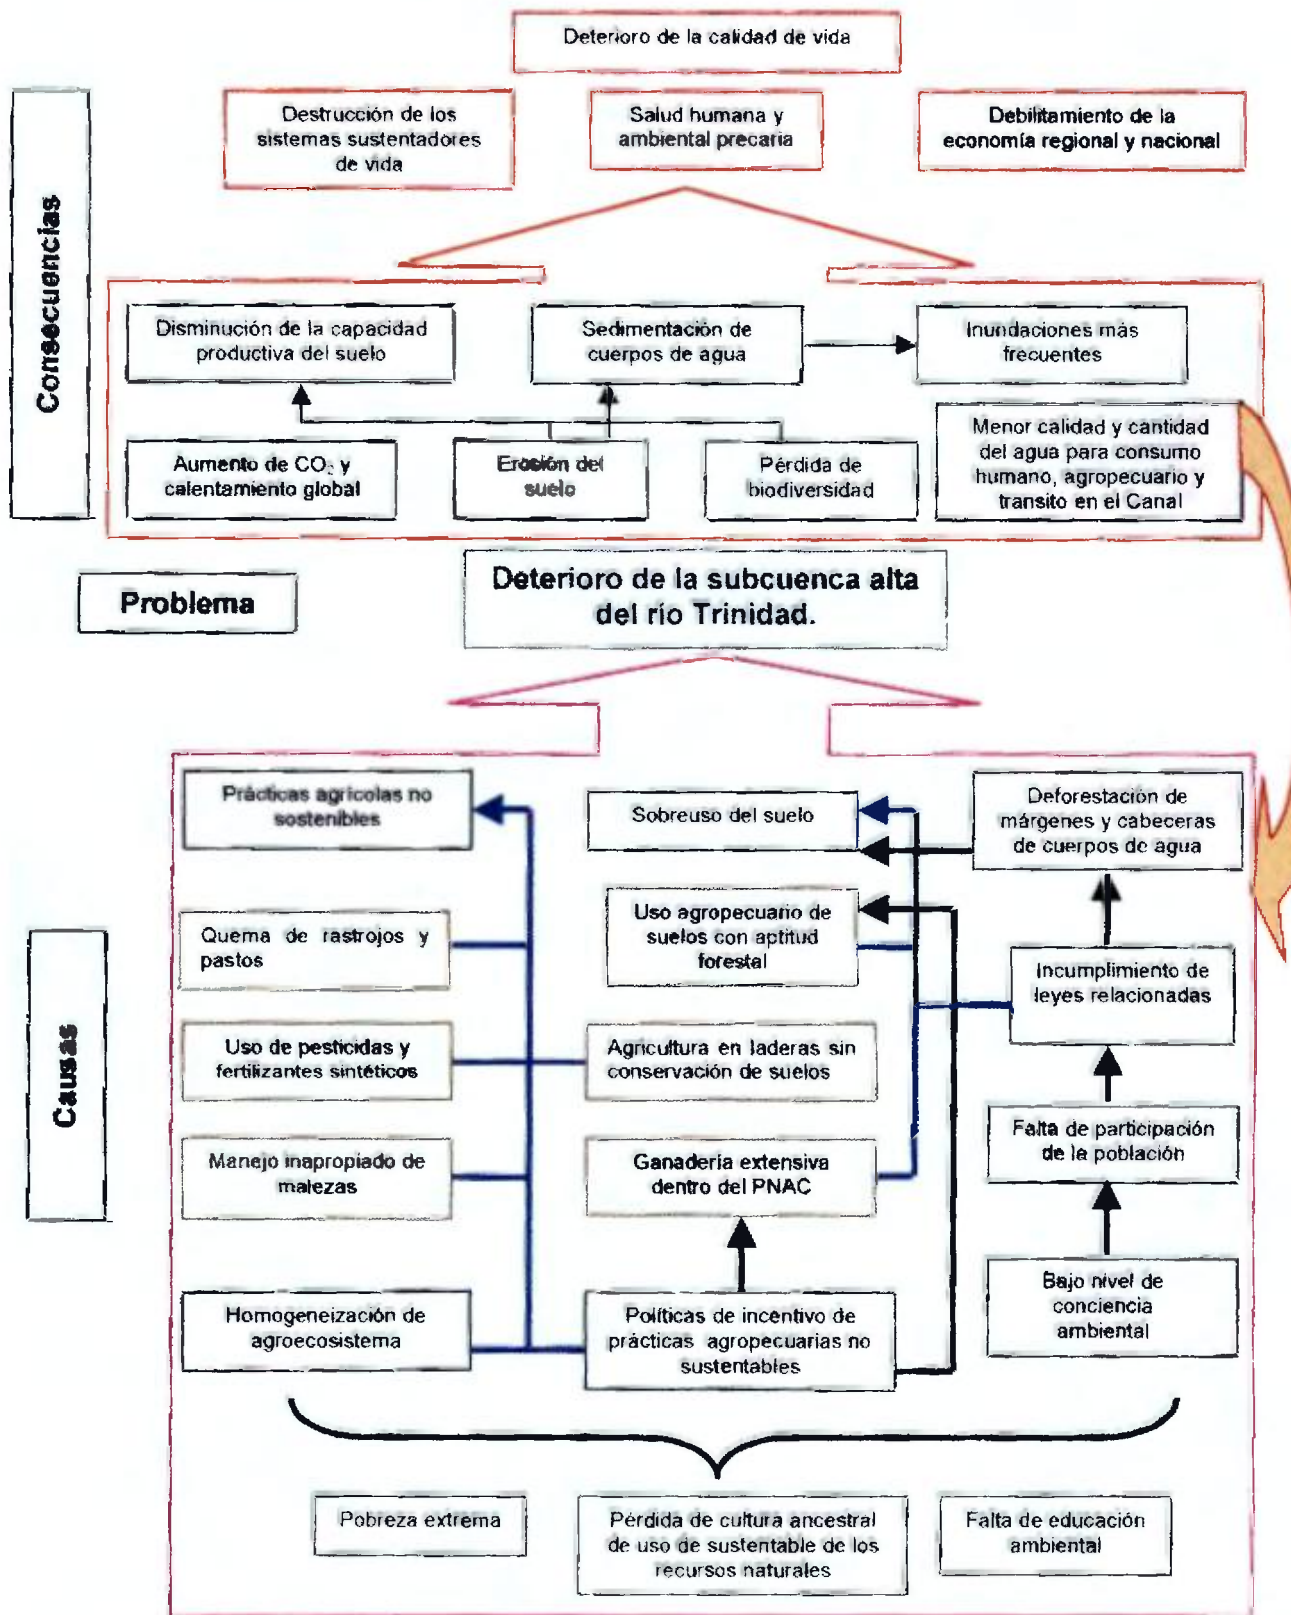 Deterioro de la calidad de vida
Destrucción de los
sistemas sustentadores
de vida
Salud humana y
ambiental precaria
Debilitamiento de la
economía regional y nacional
Consecuencias
Disminución de la capacidad
productiva del suelo
Sedimentación de
cuerpos de agua
Inundaciones más
frecuentes
Aumento de CO₂ y
calentamiento global
Erosión del
suelo
Pérdida de
biodiversidad
Menor calidad y cantidad
del agua para consumo
humano, agropecuario y
transito en el Canal
Problema
Deterioro de la subcuenca alta
del río Trinidad.
Causas
Prácticas agrícolas no
sostenibles
Sobreuso del suelo
Deforestación de
márgenes y cabeceras
de cuerpos de agua
Quema de rastrojos y
pastos
Uso agropecuario de
suelos con aptitud
forestal
Incumplimiento de
leyes relacionadas
Uso de pesticidas y
fertilizantes sintéticos
Agricultura en laderas sin
conservación de suelos
Falta de participación
de la población
Manejo inapropiado de
malezas
Ganadería extensiva
dentro del PNAC
Bajo nivel de
conciencia
ambiental
Homogeneización de
agroecosistema
Políticas de incentivo de
prácticas agropecuarias no
sustentables
Pobreza extrema
Pérdida de cultura ancestral
de uso de sustentable de los
recursos naturales
Falta de educación
ambiental